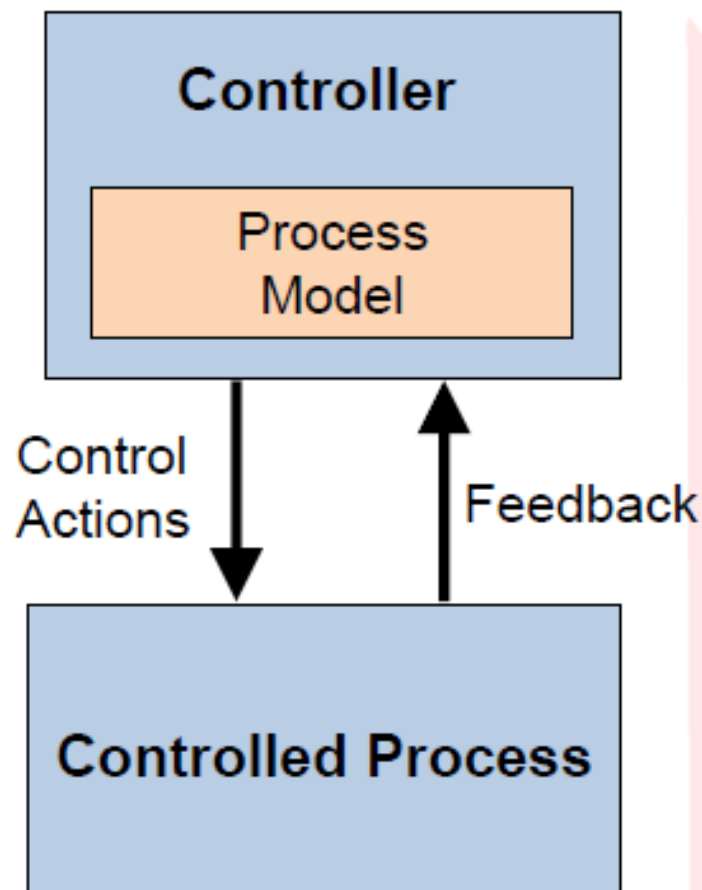 Controller
Process
Model
Control
Actions
Feedback
Controlled Process